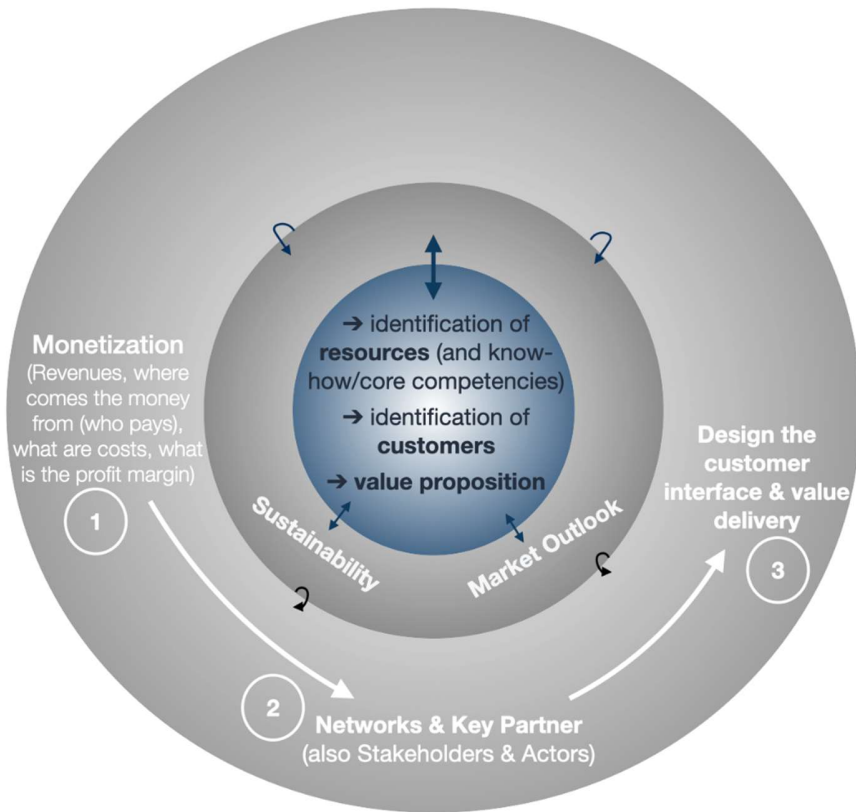 ➔ identification of
resources (and know-
how/core competencies)
➔ identification of
customers
➔ value proposition
Sustainability
Market Outlook
Monetization
(Revenues, where
comes the money
from (who pays),
what are costs, what
is the profit margin)
1
2
Networks & Key Partner
(also Stakeholders & Actors)
Design the
customer
interface & value
delivery
3